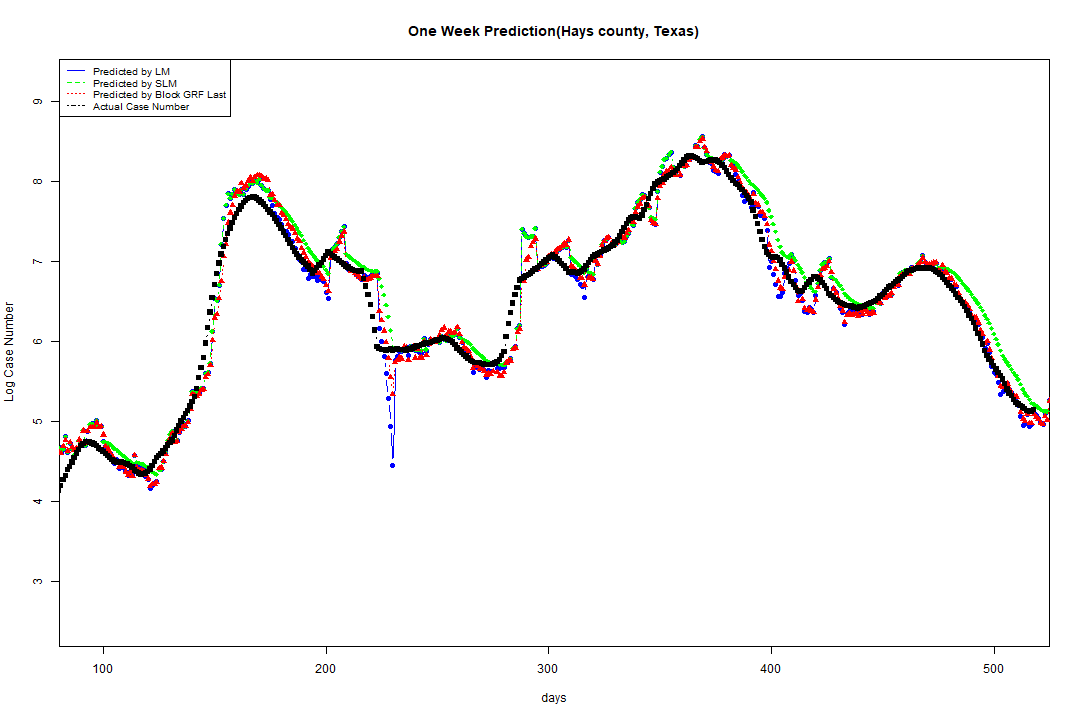 One Week Prediction(Hays county, Texas)
Predicted by LM
Predicted by SLM
Predicted by Block GRF Last
Actual Case Number
9
8
7
6
5
4
3
Log Case Number
100 200 300 400 500
days